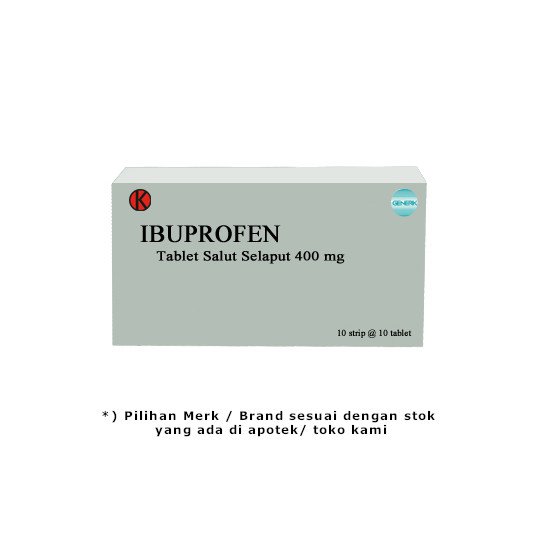 K
GENERIK
IBUPROFEN
Tablet Salut Selaput 400 mg
10 strip @ 10 tablet
*) Pilihan Merk / Brand sesuai dengan stok
yang ada di apotek/ toko kami